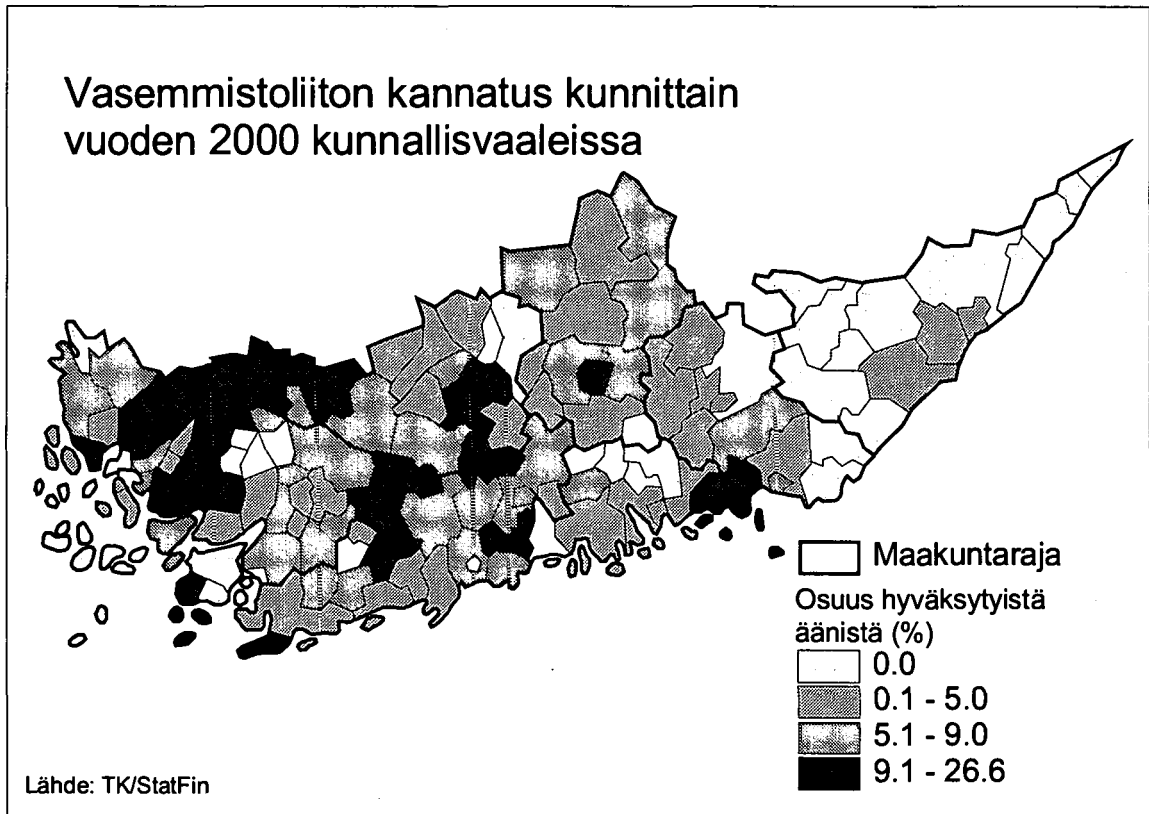 Vasemmistoliiton kannatus kunnittain
vuoden 2000 kunnallisvaaleissa
Maakuntaraja
Osuus hyväksytyistä
äänistä (%)
0.0
0.1 - 5.0
5.1 - 9.0
9.1 - 26.6
Lähde: TK/StatFin